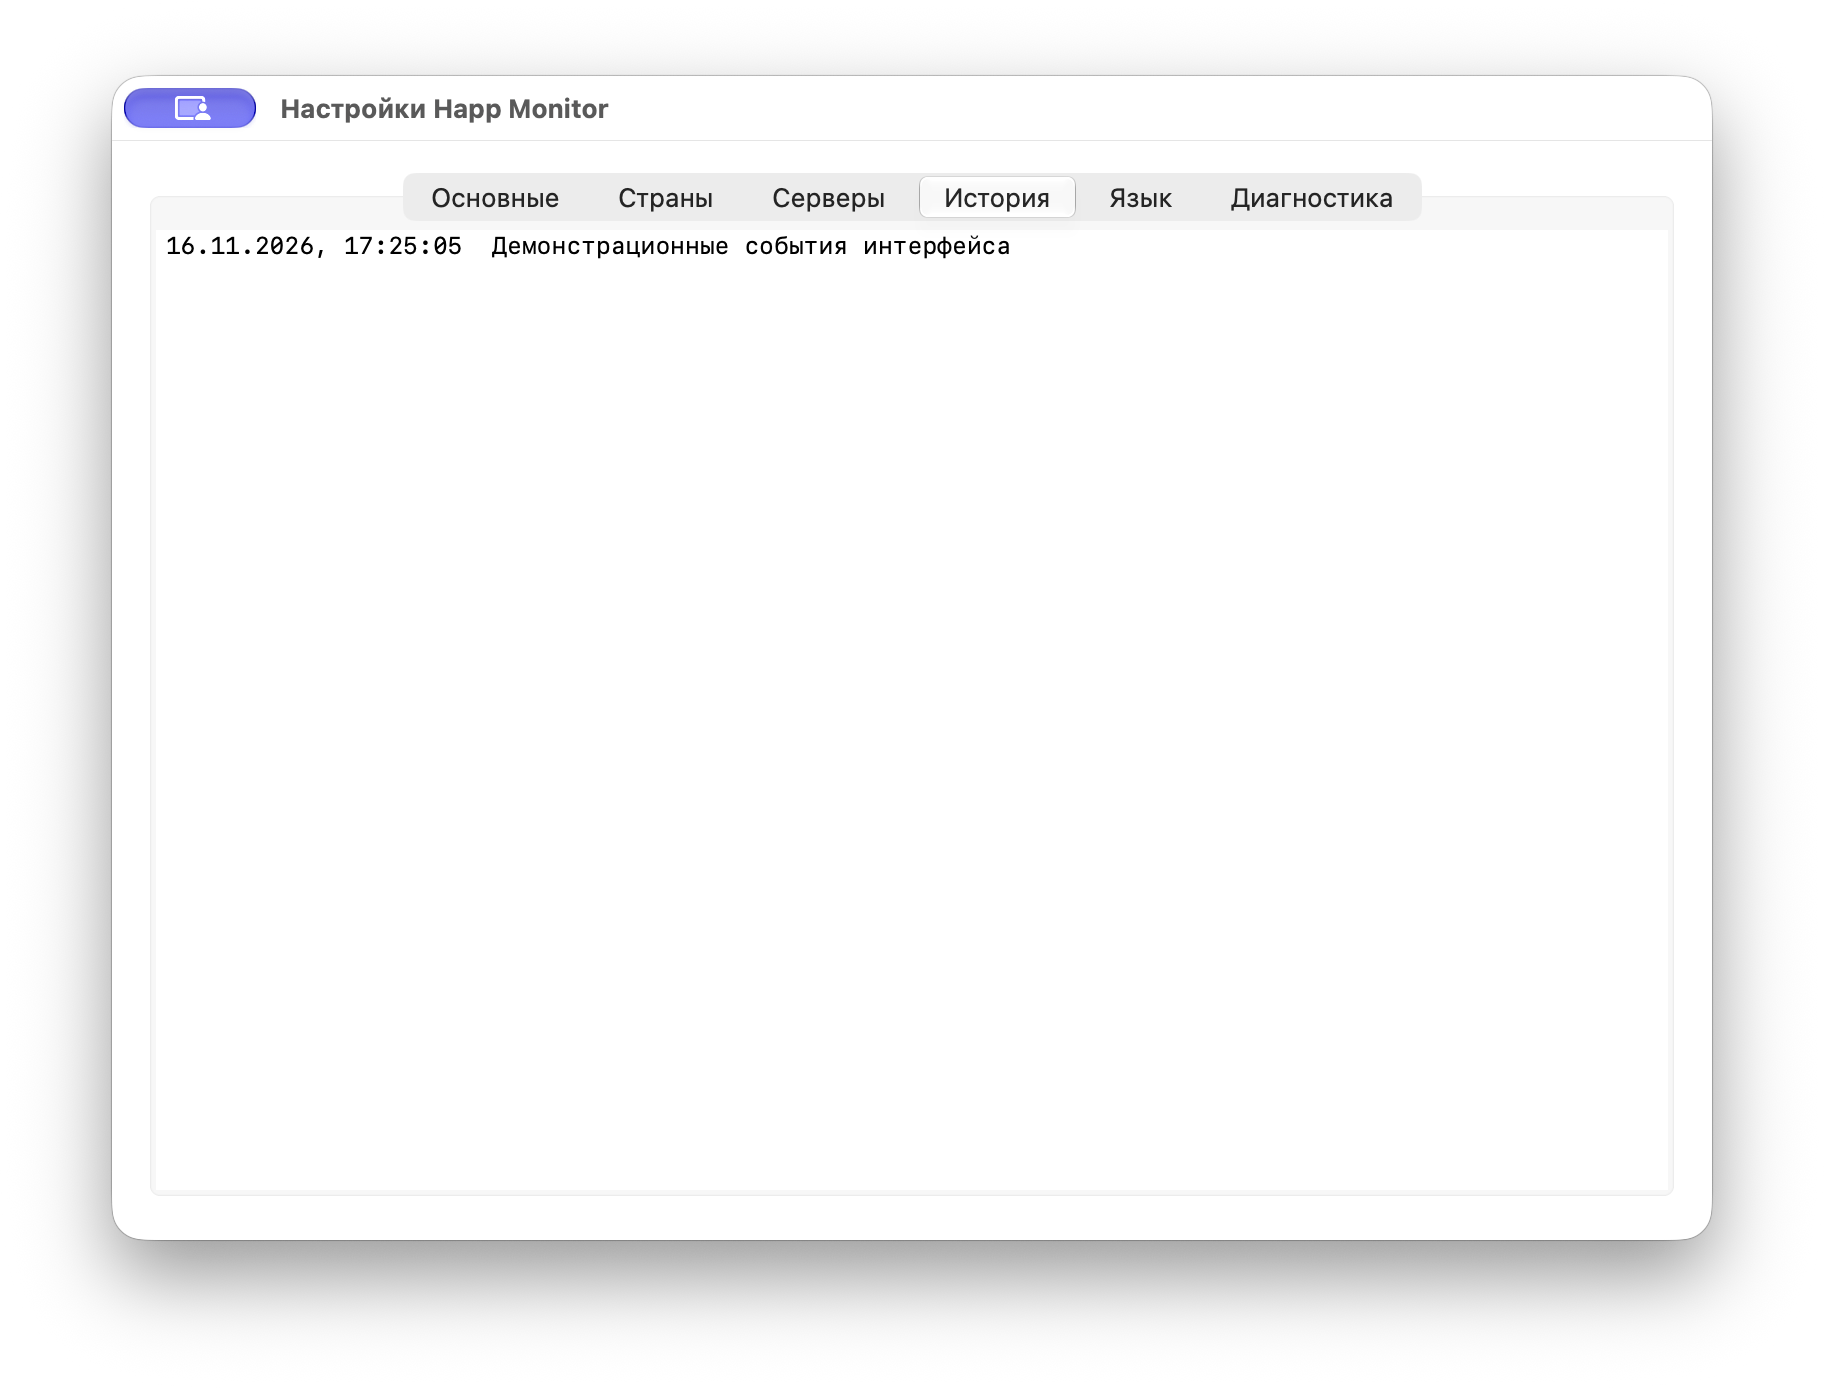 Настройки Happ Monitor
Основные Страны Серверы История Язык Диагностика
16.11.2026, 17:25:05  Демонстрационные события интерфейса